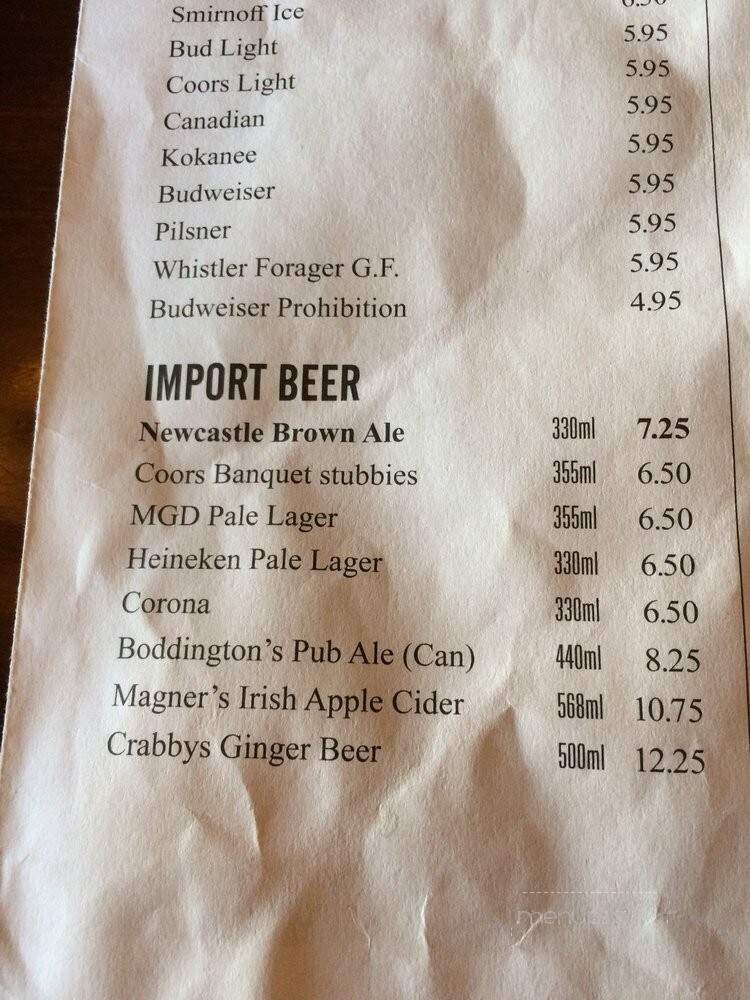 Smirnoff Ice 6.50
Bud Light 5.95
Coors Light 5.95
Canadian 5.95
Kokanee 5.95
Budweiser 5.95
Pilsner 5.95
Whistler Forager G.F. 5.95
Budweiser Prohibition 4.95
IMPORT BEER
Newcastle Brown Ale 330ml 7.25
Coors Banquet stubbies 355ml 6.50
MGD Pale Lager 355ml 6.50
Heineken Pale Lager 330ml 6.50
Corona 330ml 6.50
Boddington's Pub Ale (Can) 440ml 8.25
Magner's Irish Apple Cider 568ml 10.75
Crabbys Ginger Beer 500ml 12.25